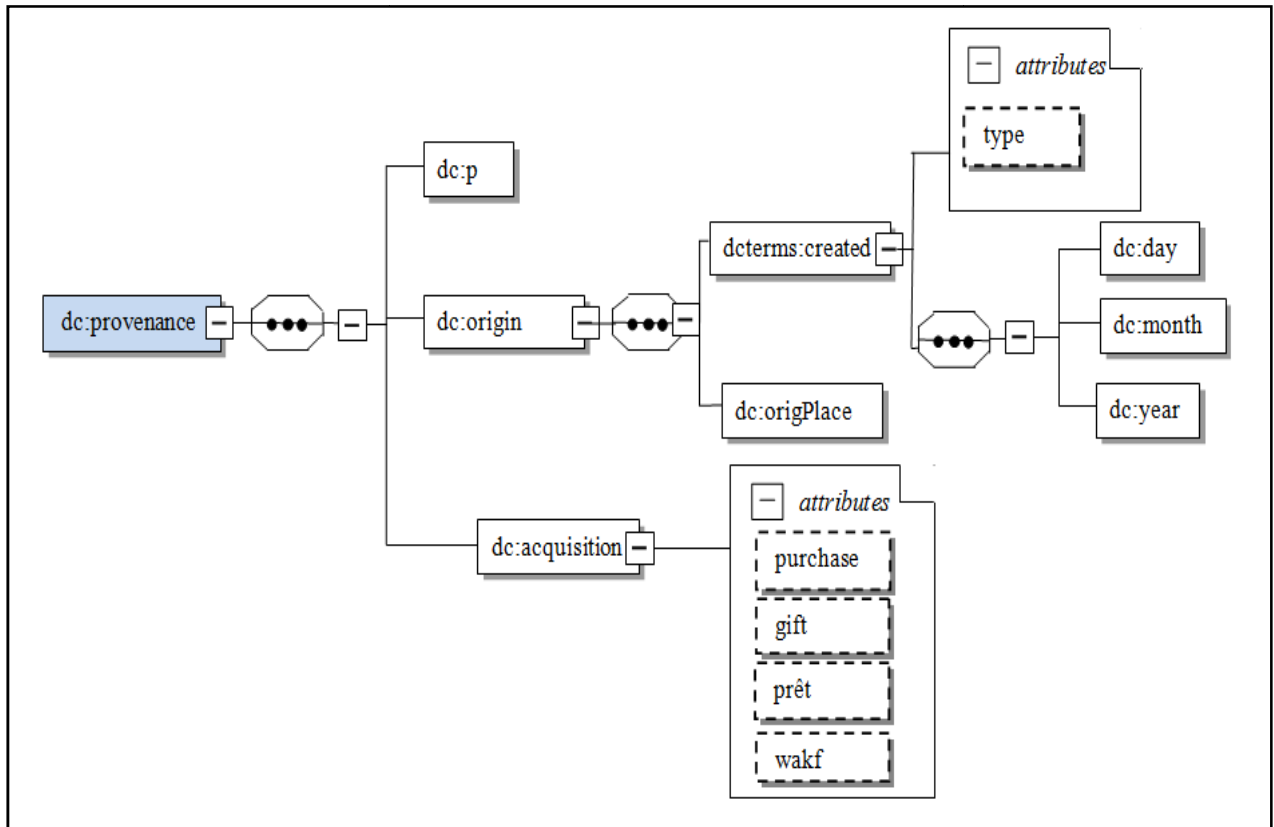 attributes
type
dc:p
dcterms:created
dc:day
dc:provenance
dc:origin
dc:month
dc:origPlace
dc:year
attributes
dc:acquisition
purchase
gift
prêt
wakf